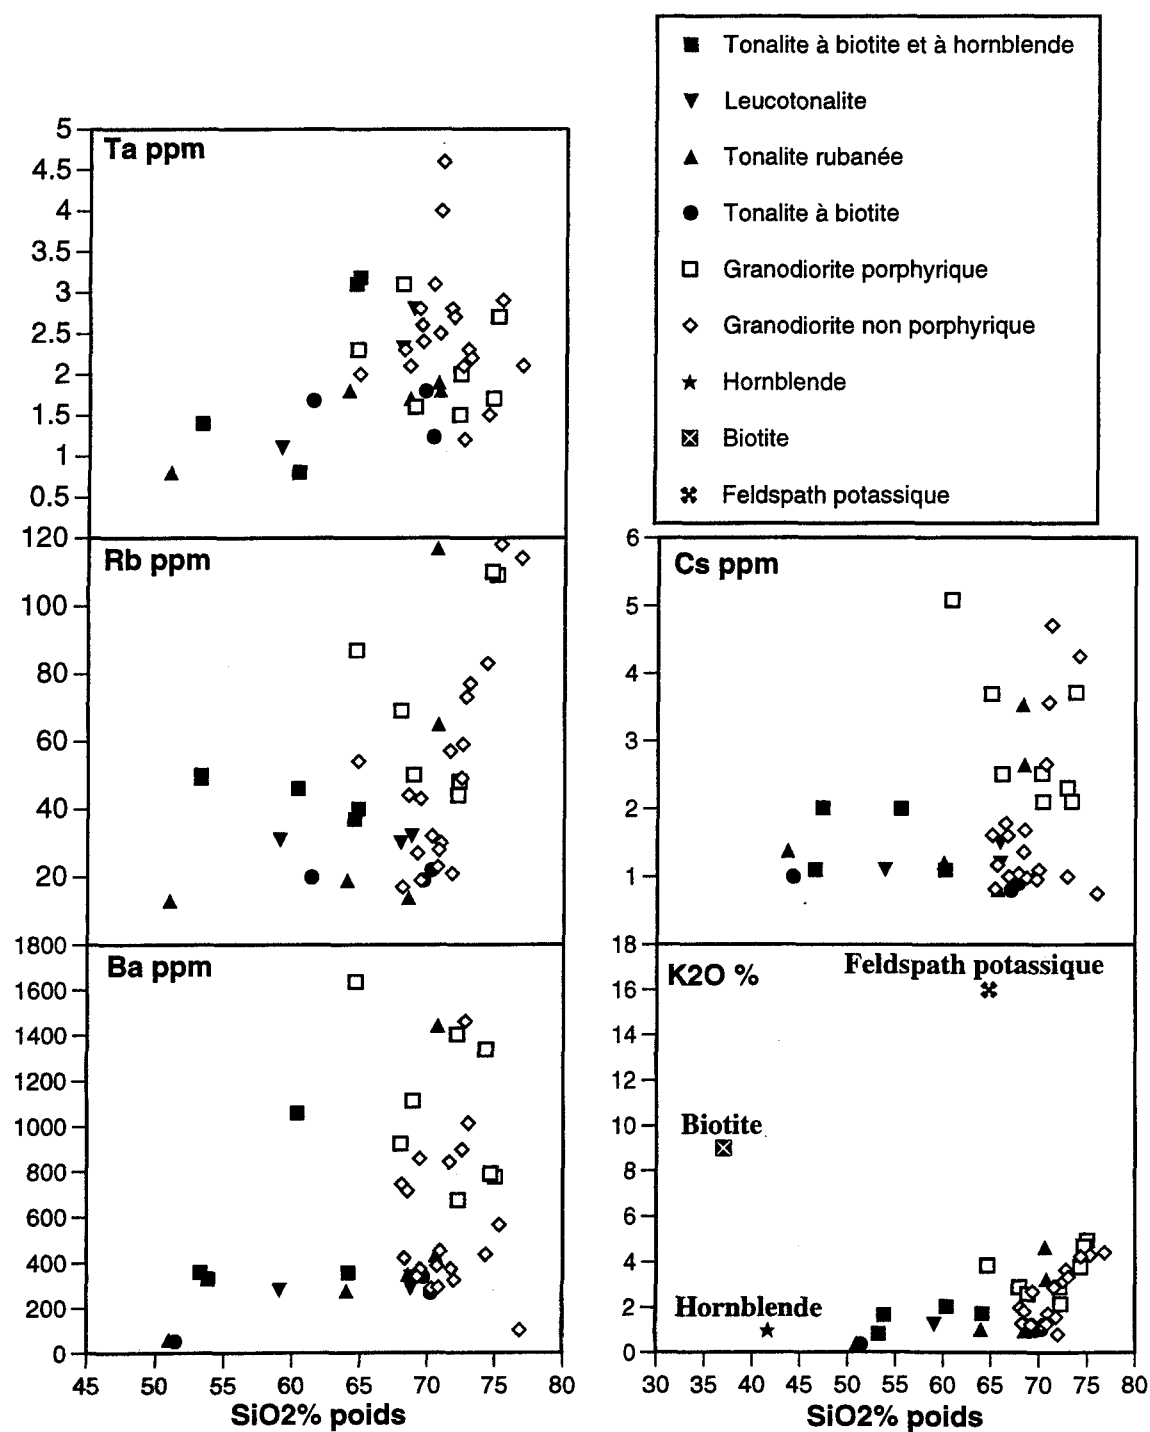 Tonalite à biotite et à hornblende
Leucotonalite
Tonalite rubanée
Tonalite à biotite
Granodiorite porphyrique
Granodiorite non porphyrique
Hornblende
Biotite
Feldspath potassique
Ta ppm
5
4.5
4
3.5
3
2.5
2
1.5
1
0.5
Rb ppm
120
100
80
60
40
20
Cs ppm
6
5
4
3
2
1
Ba ppm
1800
1600
1400
1200
1000
800
600
400
200
0
45 50 55 60 65 70 75 80
SiO2% poids
K2O %
Feldspath potassique
Biotite
Hornblende
18
16
14
12
10
8
6
4
2
0
30 35 40 45 50 55 60 65 70 75 80
SiO2% poids